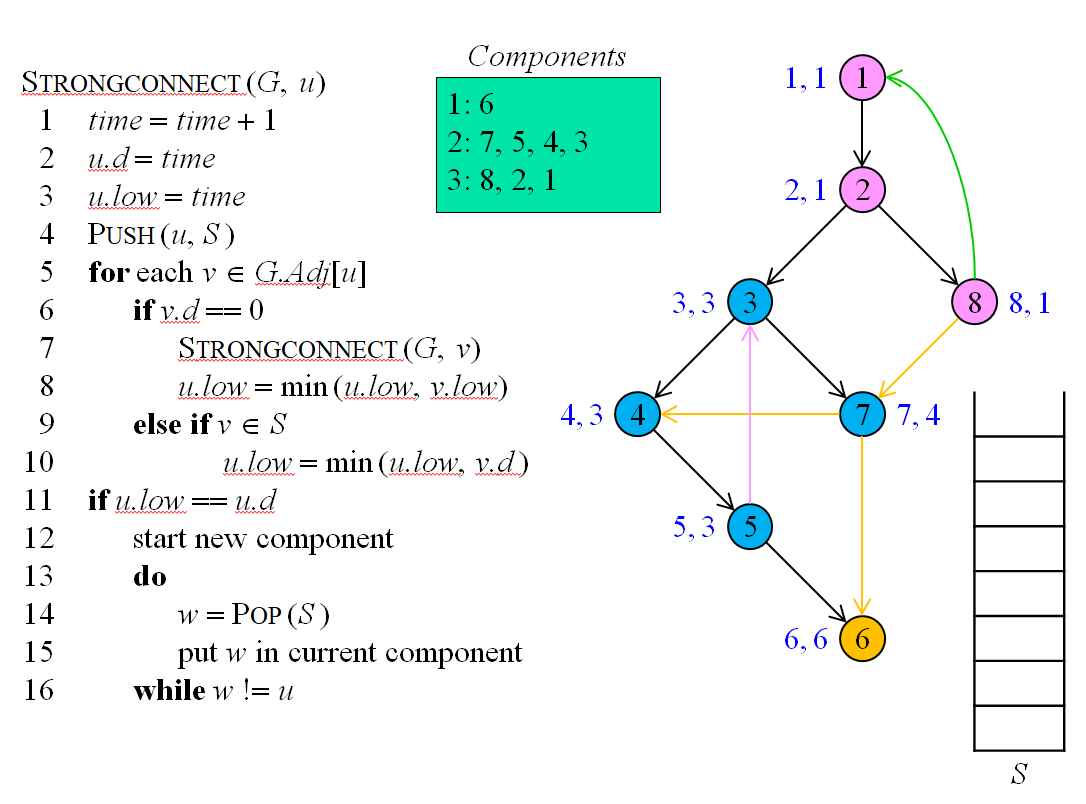 STRONGCONNECT (G, u)
1 time = time + 1
2 u.d = time
3 u.low = time
4 PUSH (u, S )
5 for each v ∈ G.Adj[u]
6 if v.d == 0
7 STRONGCONNECT (G, v)
8 u.low = min (u.low, v.low)
9 else if v ∈ S
10 u.low = min (u.low, v.d )
11 if u.low == u.d
12 start new component
13 do
14 w = POP (S )
15 put w in current component
16 while w != u
Components
1: 6
2: 7, 5, 4, 3
3: 8, 2, 1
1, 1 1
2, 1 2
3, 3 3
8 8, 1
4, 3 4
7 7, 4
5, 3 5
6, 6 6
S